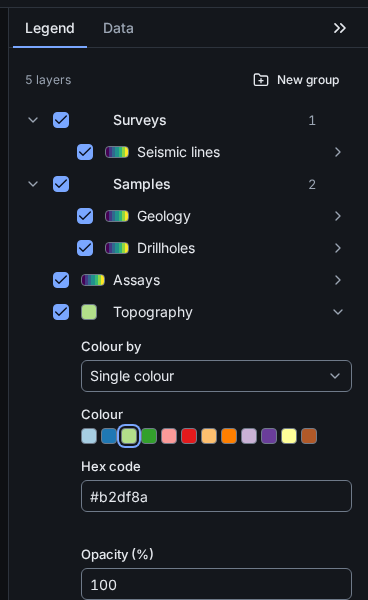 Legend Data
5 layers New group
Surveys 1
Seismic lines
Samples 2
Geology
Drillholes
Assays
Topography
Colour by
Single colour
Colour
Hex code
#b2df8a
Opacity (%)
100